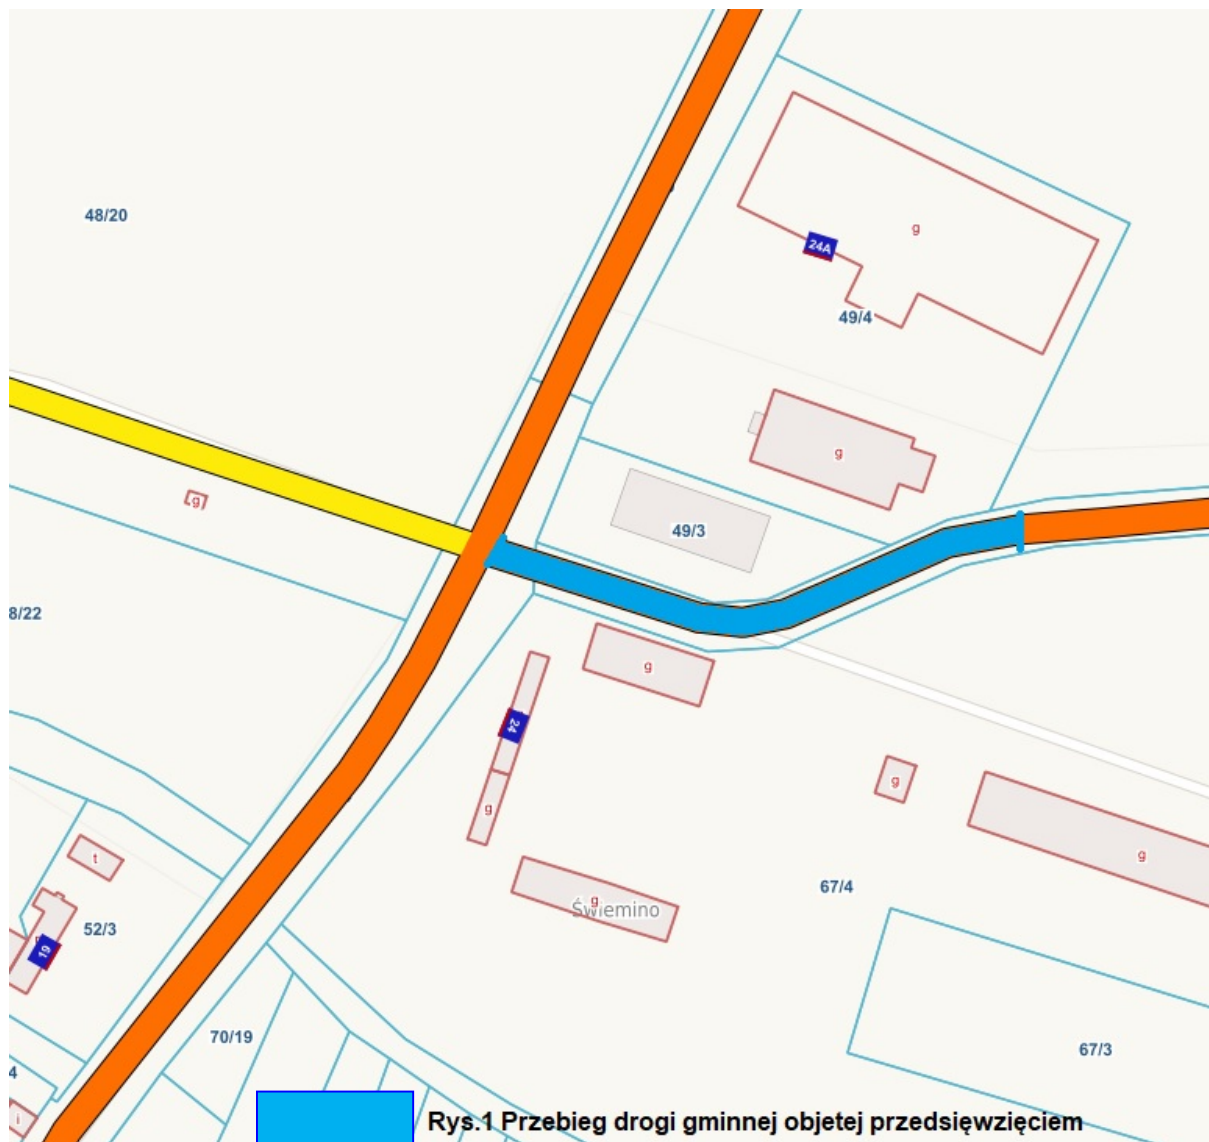 48/20
g
24A
49/4
g
g
49/3
8/22
g
24
g
g
g
t
67/4
g
Świemino
52/3
19
70/19
67/3
4
i
Rys.1 Przebieg drogi gminnej objetej przedsięwzięciem